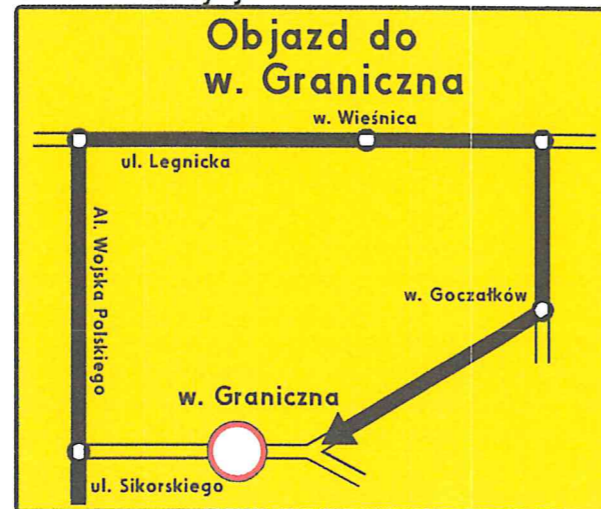 Objazd do
w. Graniczna
w. Wieśnica
ul. Legnicka
Al. Wojska Polskiego
w. Goczałków
w. Graniczna
ul. Sikorskiego